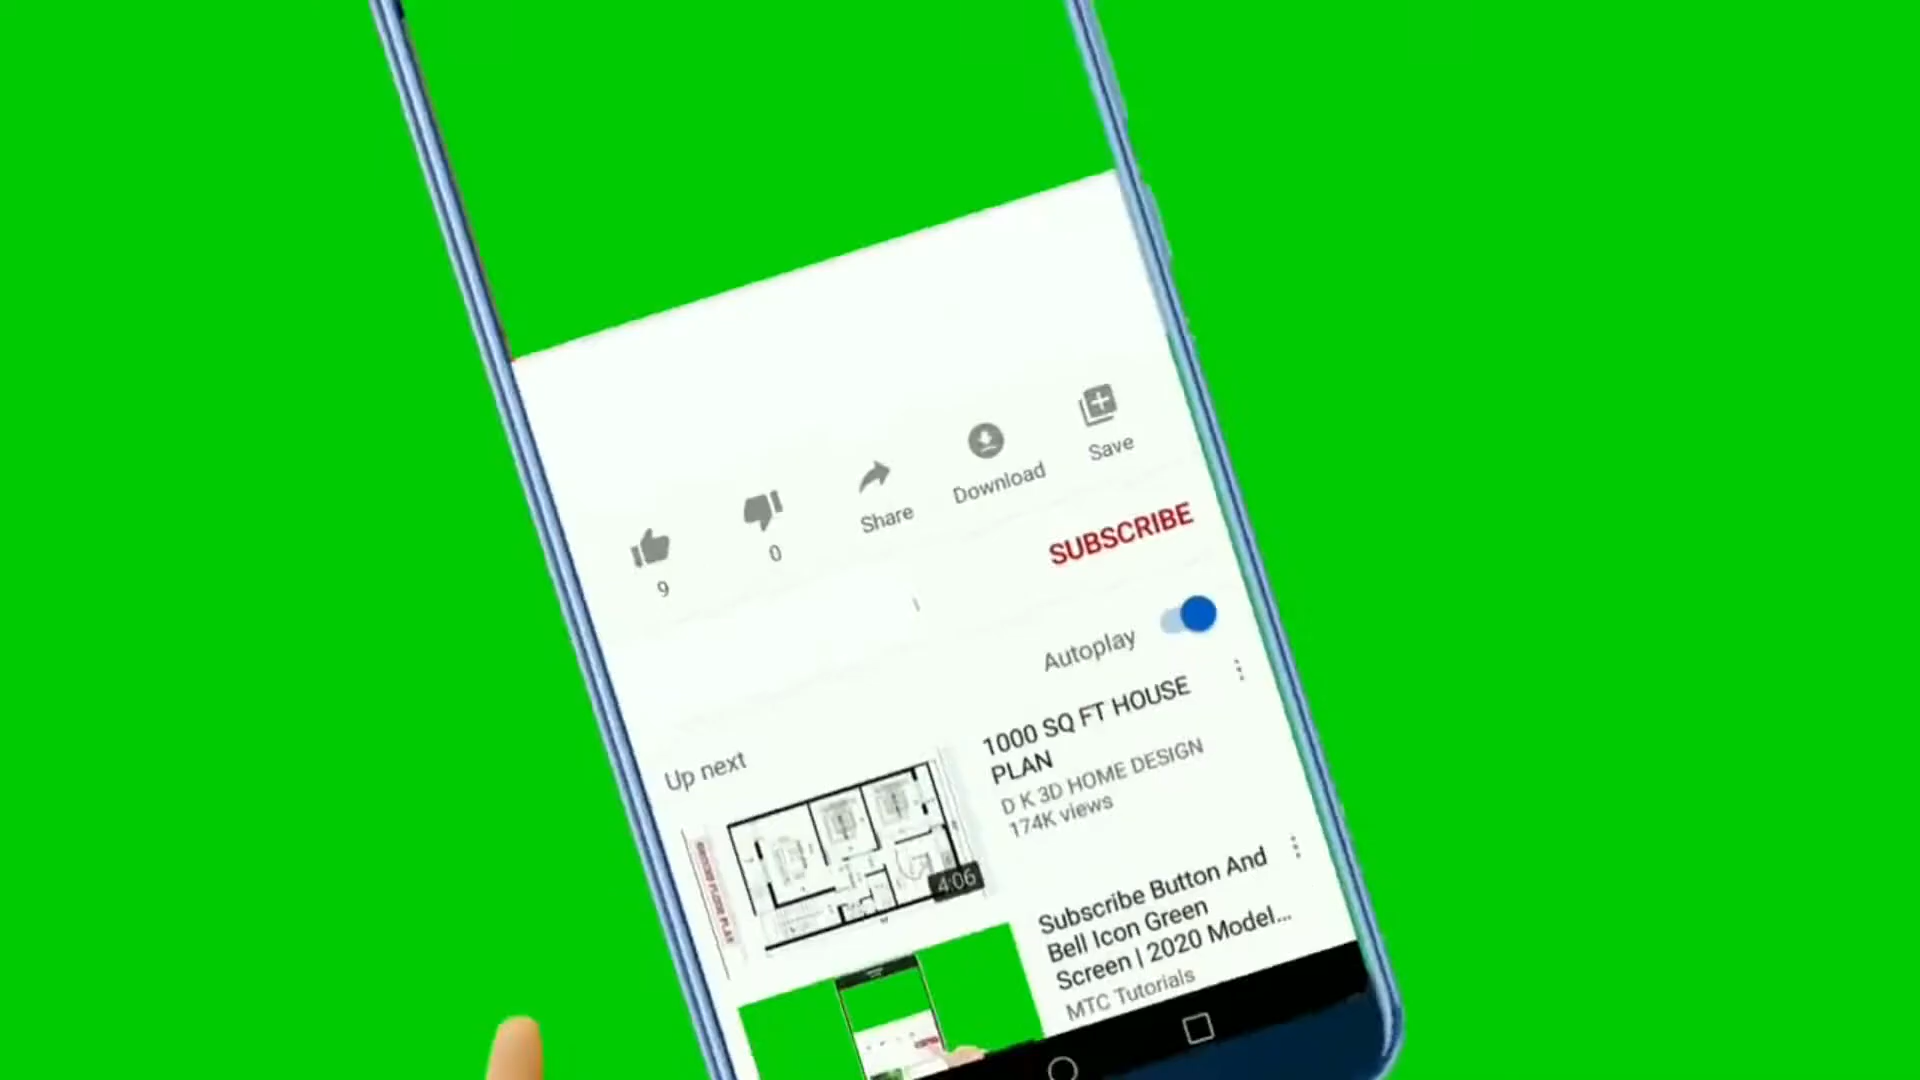 9
0
Share
Download
Save
SUBSCRIBE
Autoplay
Up next
1000 SQ FT HOUSE
PLAN
D K 3D HOME DESIGN
174K views
4:06
Subscribe Button And
Bell Icon Green
Screen | 2020 Model...
MTC Tutorials